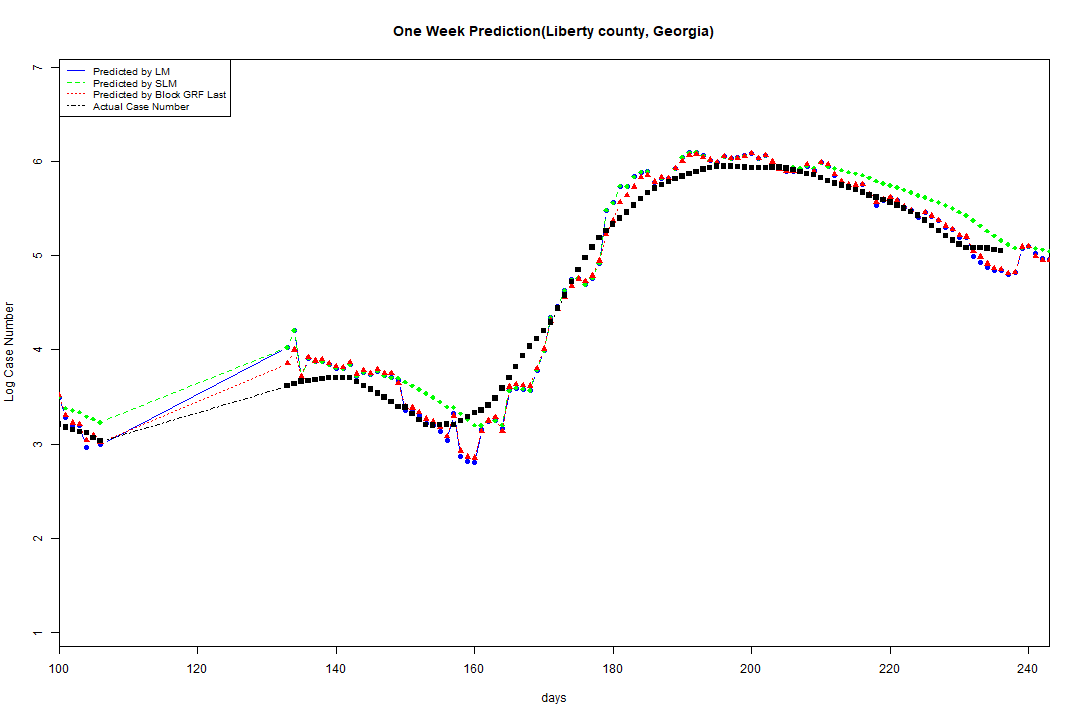 One Week Prediction(Liberty county, Georgia)
Predicted by LM
Predicted by SLM
Predicted by Block GRF Last
Actual Case Number
Log Case Number
7
6
5
4
3
2
1
100 120 140 160 180 200 220 240
days